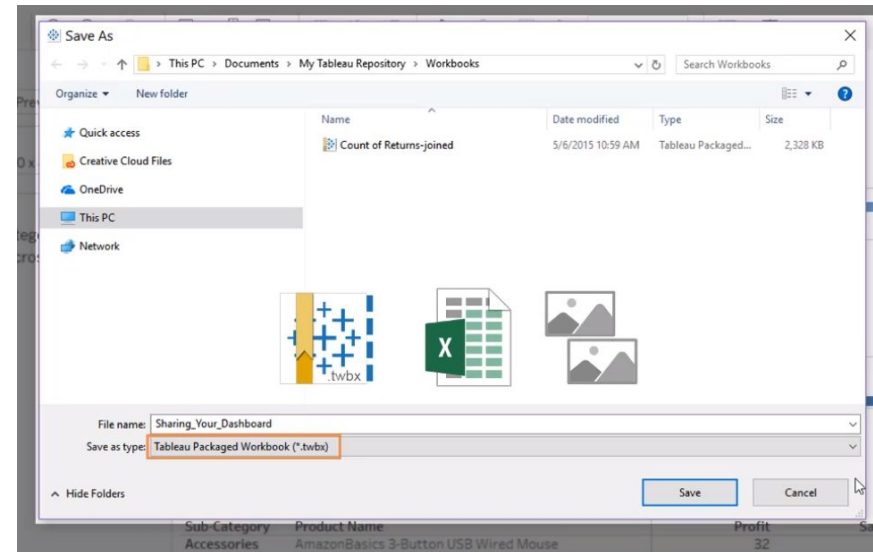 Save As
This PC > Documents > My Tableau Repository > Workbooks
Search Workbooks
Organize
New folder
Name
Date modified
Type
Size
Quick access
Creative Cloud Files
OneDrive
This PC
Network
Count of Returns-joined
5/6/2015 10:59 AM
Tableau Packaged...
2,328 KB
.twbx
X
File name: Sharing_Your_Dashboard
Save as type: Tableau Packaged Workbook (*.twbx)
Hide Folders
Save
Cancel
Sub-Category
Product Name
Profit
Accessories
AmazonBasics 3-Button USB Wired Mouse
32